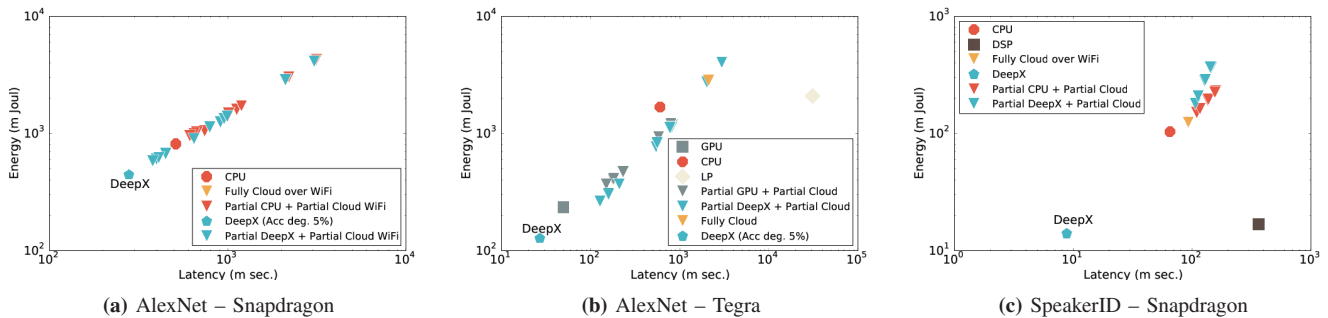 10^4
10^3
10^2
Energy (m Joul)
DeepX
CPU
Fully Cloud over WiFi
Partial CPU + Partial Cloud WiFi
DeepX (Acc deg. 5%)
Partial DeepX + Partial Cloud WiFi
10^2
10^3
10^4
Latency (m sec.)
(a) AlexNet – Snapdragon
10^4
10^3
10^2
Energy (m Joul)
DeepX
GPU
CPU
LP
Partial GPU + Partial Cloud
Partial DeepX + Partial Cloud
Fully Cloud
DeepX (Acc deg. 5%)
10^1
10^2
10^3
10^4
10^5
Latency (m sec.)
(b) AlexNet – Tegra
10^3
10^2
10^1
Energy (m Joul)
CPU
DSP
Fully Cloud over WiFi
DeepX
Partial CPU + Partial Cloud
Partial DeepX + Partial Cloud
DeepX
10^0
10^1
10^2
10^3
Latency (m sec.)
(c) SpeakerID – Snapdragon